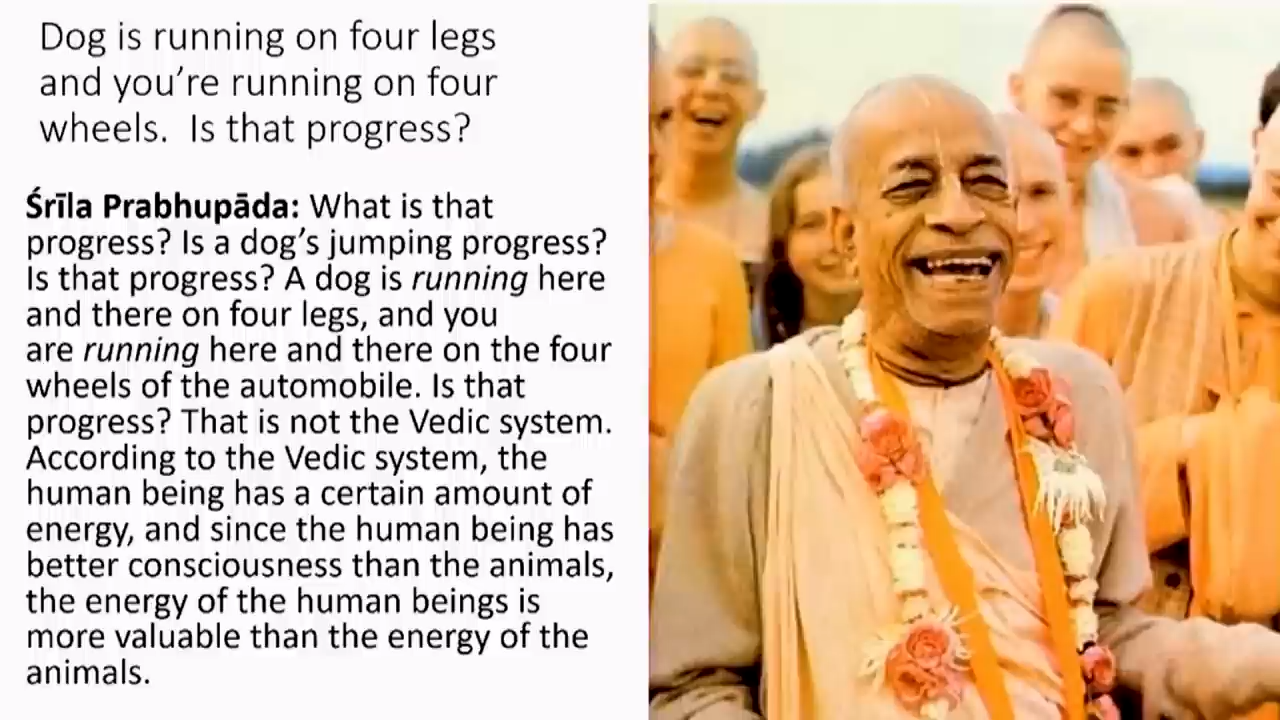 Dog is running on four legs
and you’re running on four
wheels.  Is that progress?
Śrīla Prabhupāda: What is that
progress? Is a dog’s jumping progress?
Is that progress? A dog is running here
and there on four legs, and you
are running here and there on the four
wheels of the automobile. Is that
progress? That is not the Vedic system.
According to the Vedic system, the
human being has a certain amount of
energy, and since the human being has
better consciousness than the animals,
the energy of the human beings is
more valuable than the energy of the
animals.